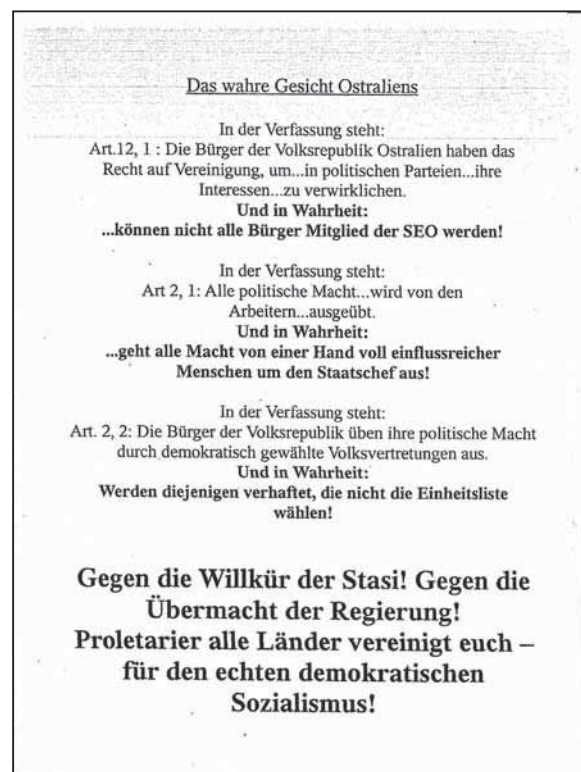 Das wahre Gesicht Ostraliens
In der Verfassung steht:
Art.12, 1 : Die Bürger der Volksrepublik Ostralien haben das
Recht auf Vereinigung, um...in politischen Parteien...ihre
Interessen...zu verwirklichen.
Und in Wahrheit:
...können nicht alle Bürger Mitglied der SEO werden!
In der Verfassung steht:
Art 2, 1: Alle politische Macht...wird von den
Arbeitern...ausgeübt.
Und in Wahrheit:
...geht alle Macht von einer Hand voll einflussreicher
Menschen um den Staatschef aus!
In der Verfassung steht:
Art. 2, 2: Die Bürger der Volksrepublik üben ihre politische Macht
durch demokratisch gewählte Volksvertretungen aus.
Und in Wahrheit:
Werden diejenigen verhaftet, die nicht die Einheitsliste
wählen!
Gegen die Willkür der Stasi! Gegen die
Übermacht der Regierung!
Proletarier alle Länder vereinigt euch –
für den echten demokratischen
Sozialismus!